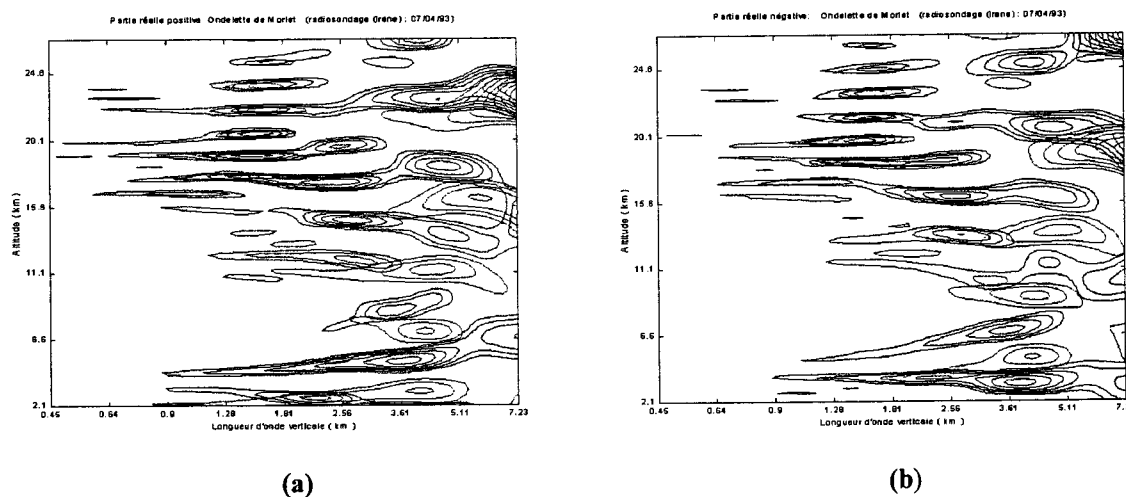 Partie réelle positive: Ondelette de Morlet (radiosondage (Irene) : 07/04/93)
Altitude (km)
24.8
20.1
15.6
11.1
6.6
2.1
0.45 0.64 0.9 1.28 1.81 2.56 3.61 5.11 7.23
Longueur d'onde verticale ( km )
(a)
Partie réelle négative: Ondelette de Morlet (radiosondage (Irene) : 07/04/93)
Altitude (km)
24.8
20.1
15.6
11.1
6.6
2.1
0.45 0.64 0.9 1.28 1.81 2.56 3.61 5.11 7.
Longueur d'onde verticale ( km )
(b)